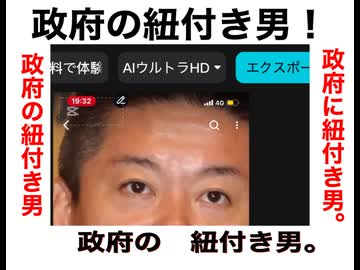 政府の紐付き男！
料で体験
AIウルトラHD
エクスポー
政府の紐付き男
19:32
4G
政府に紐付き男。
政府の　紐付き男。